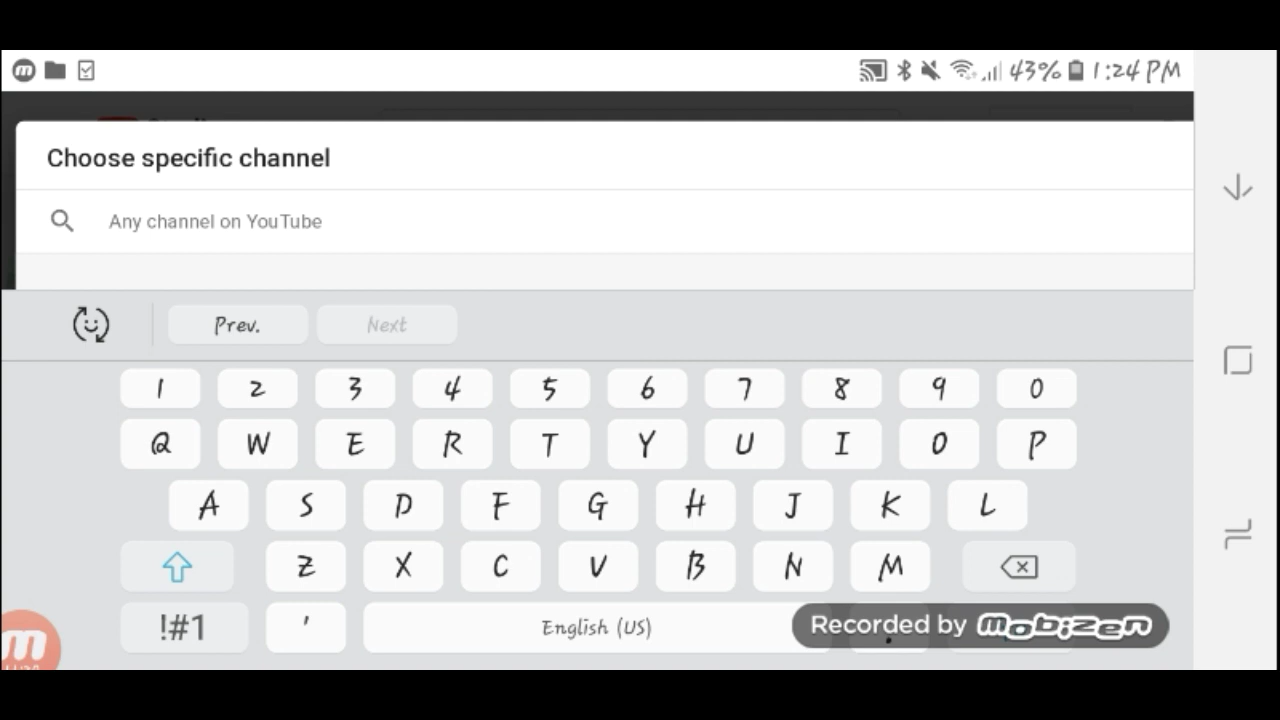 43% 1:24 PM
Choose specific channel
Any channel on YouTube
Prev. Next
1 2 3 4 5 6 7 8 9 0
Q W E R T Y U I O P
A S D F G H J K L
Z X C V B N M
!#1 ' English (US) .
Recorded by mobizen